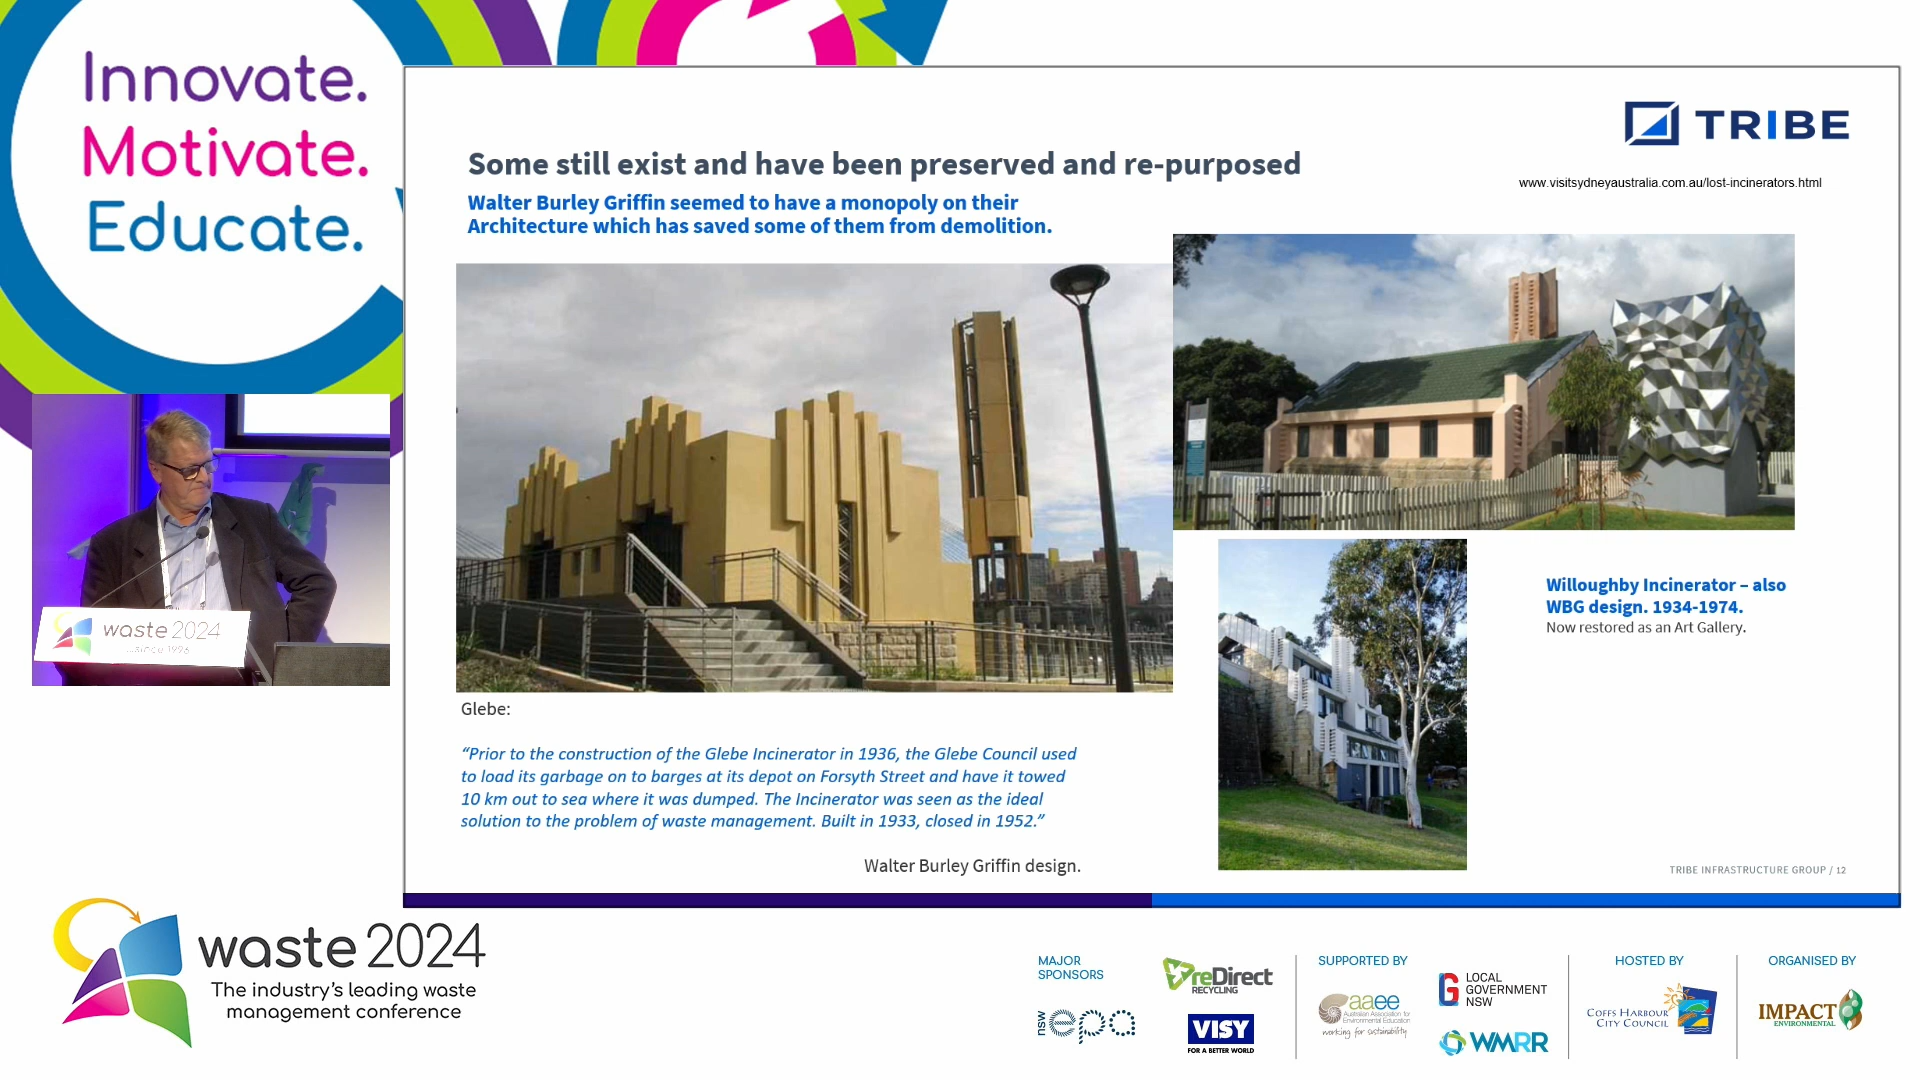 Innovate.
Motivate.
Educate.
TRIBE
www.visitsydneyaustralia.com.au/lost-incinerators.html
Some still exist and have been preserved and re-purposed
Walter Burley Griffin seemed to have a monopoly on their
Architecture which has saved some of them from demolition.
Willoughby Incinerator – also
WBG design. 1934-1974.
Now restored as an Art Gallery.
Glebe:
“Prior to the construction of the Glebe Incinerator in 1936, the Glebe Council used
to load its garbage on to barges at its depot on Forsyth Street and have it towed
10 km out to sea where it was dumped. The Incinerator was seen as the ideal
solution to the problem of waste management. Built in 1933, closed in 1952.”
Walter Burley Griffin design.
TRIBE INFRASTRUCTURE GROUP / 12
waste 2024
...since 1996
waste 2024
The industry's leading waste
management conference
MAJOR
SPONSORS
nsw epa
reDirect
RECYCLING
VISY
FOR A BETTER WORLD
SUPPORTED BY
aaee
Australian Association for
Environmental Education
working for sustainability
LOCAL
GOVERNMENT
NSW
WMRR
HOSTED BY
COFFS HARBOUR
CITY COUNCIL
ORGANISED BY
IMPACT
ENVIRONMENTAL